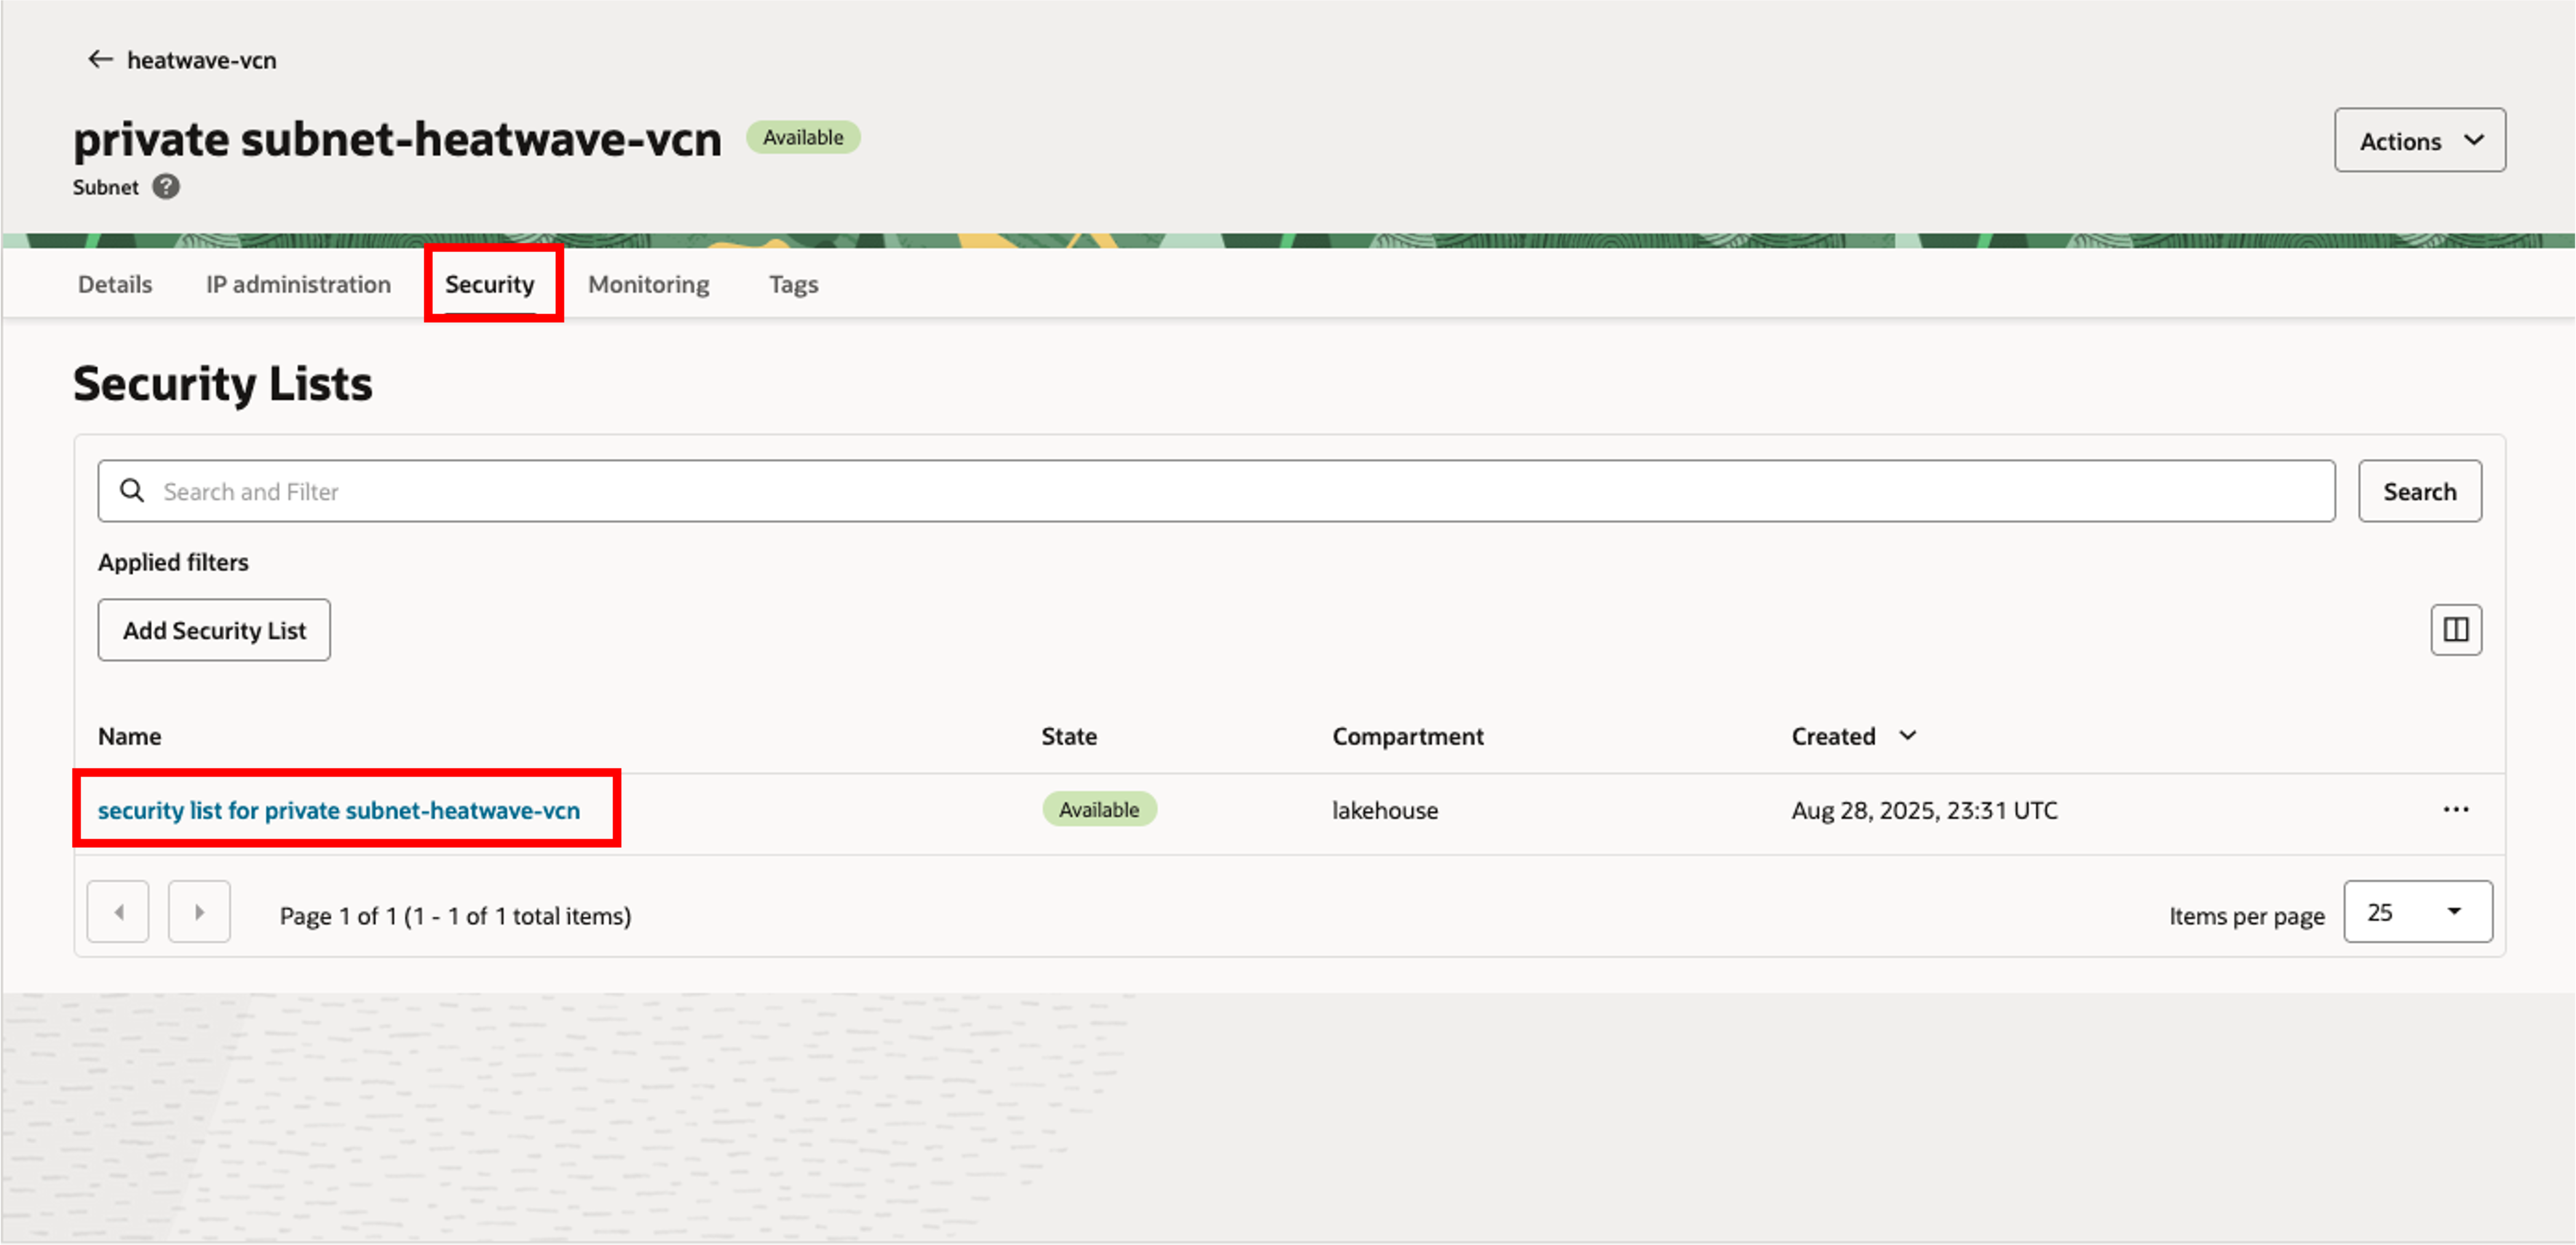 heatwave-vcn
private subnet-heatwave-vcn Available
Actions
Subnet ?
Details IP administration Security Monitoring Tags
Security Lists
Search and Filter Search
Applied filters
Add Security List
Name State Compartment Created
security list for private subnet-heatwave-vcn Available lakehouse Aug 28, 2025, 23:31 UTC ...
Page 1 of 1 (1 - 1 of 1 total items) Items per page 25